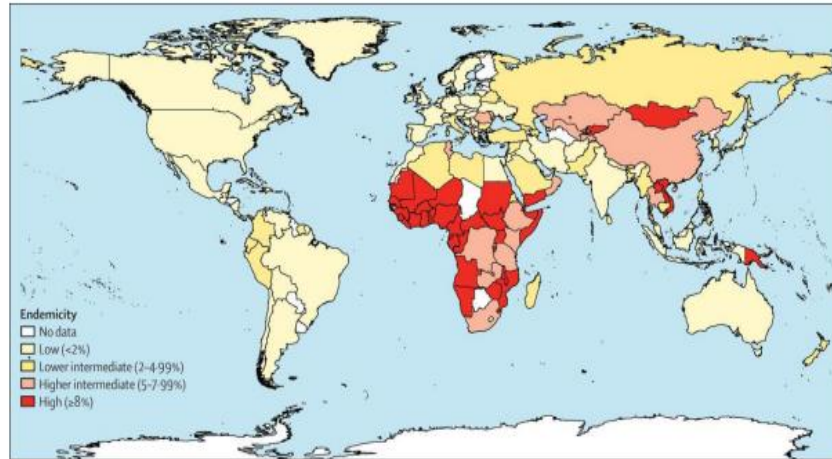 Endemicity
No data
Low (<2%)
Lower intermediate (2–4·99%)
Higher intermediate (5–7·99%)
High (≥8%)